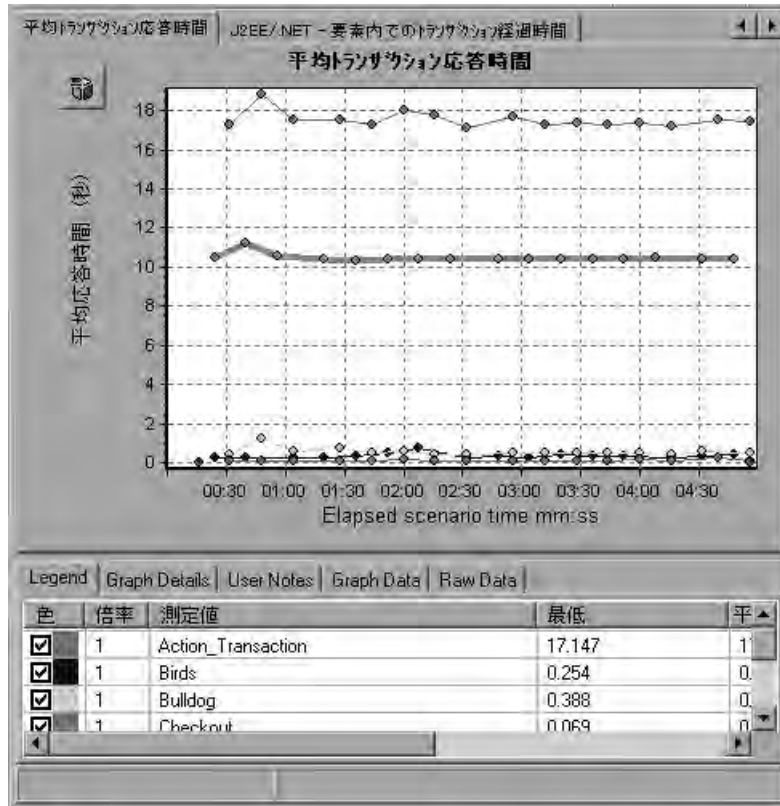 平均トランザクション応答時間 J2EE/.NET - 要素内でのトランザクション経過時間
平均トランザクション応答時間
平均応答時間 (秒)
18
16
14
12
10
8
6
4
2
0
00:30 01:00 01:30 02:00 02:30 03:00 03:30 04:00 04:30
Elapsed scenario time mm:ss
Legend Graph Details User Notes Graph Data Raw Data
色 倍率 測定値 最低 平
1 Action_Transaction 17.147
1 Birds 0.254 0.
1 Bulldog 0.388 0.
1 Checkout 0.069 0